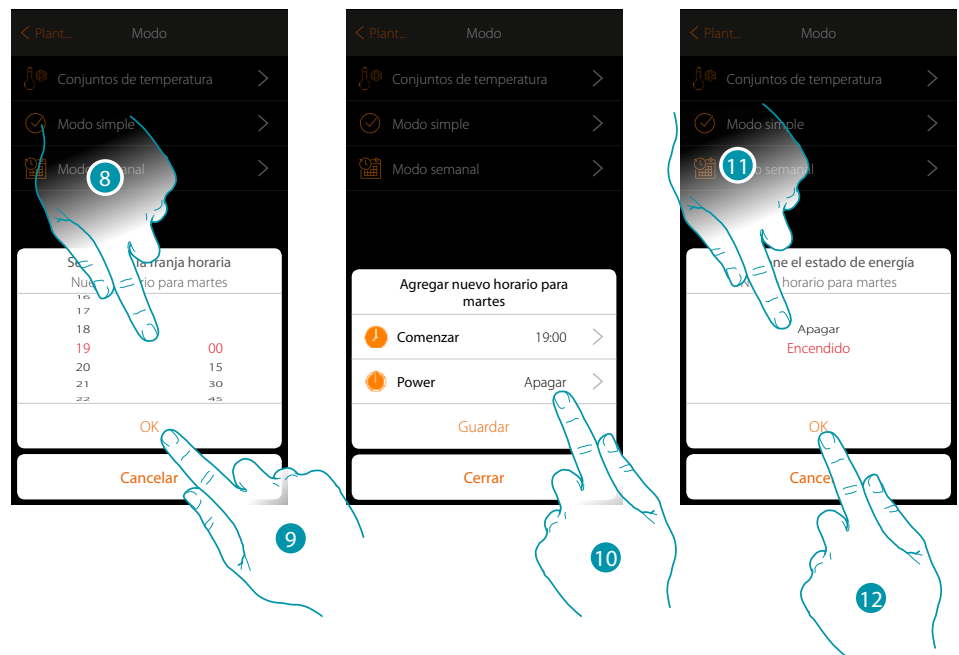 Plant...
Modo
Conjuntos de temperatura
Modo simple
8
la franja horaria
horario para martes
16
17
18
19 00
20 15
21 30
22 45
OK
Cancelar
9
Plant...
Modo
Conjuntos de temperatura
Modo simple
Modo semanal
Agregar nuevo horario para
martes
Comenzar 19:00
Power Apagar
Guardar
Cerrar
10
Plant...
Modo
Conjuntos de temperatura
Modo simple
11
semanal
el estado de energía
horario para martes
Apagar
Encendido
OK
12